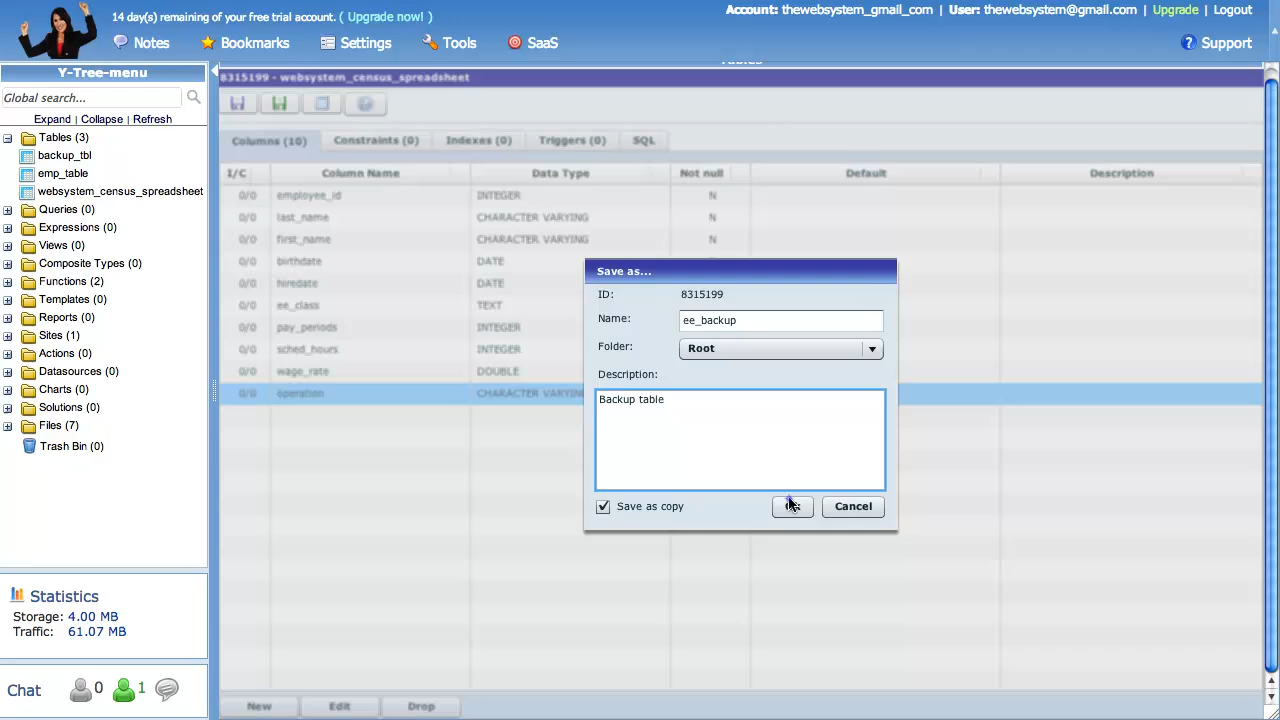 14 day(s) remaining of your free trial account. ( Upgrade now! )
Account: thewebsystem_gmail_com | User: thewebsystem@gmail.com | Upgrade | Logout
Notes
Bookmarks
Settings
Tools
SaaS
Support
Y-Tree-menu
Global search...
Expand | Collapse | Refresh
Tables (3)
backup_tbl
emp_table
websystem_census_spreadsheet
Queries (0)
Expressions (0)
Views (0)
Composite Types (0)
Functions (2)
Templates (0)
Reports (0)
Sites (1)
Actions (0)
Datasources (0)
Charts (0)
Solutions (0)
Files (7)
Trash Bin (0)
Statistics
Storage: 4.00 MB
Traffic: 61.07 MB
Chat
0
1
Tables
8315199 - websystem_census_spreadsheet
Columns (10)
Constraints (0)
Indexes (0)
Triggers (0)
SQL
I/C Column Name Data Type Not null Default Description
0/0 employee_id INTEGER N
0/0 last_name CHARACTER VARYING N
0/0 first_name CHARACTER VARYING N
0/0 birthdate DATE
0/0 hiredate DATE
0/0 ee_class TEXT
0/0 pay_periods INTEGER
0/0 sched_hours INTEGER
0/0 wage_rate DOUBLE
0/0 operation CHARACTER VARYING
Save as...
ID: 8315199
Name: ee_backup
Folder: Root
Description:
Backup table
Save as copy
Cancel
New
Edit
Drop